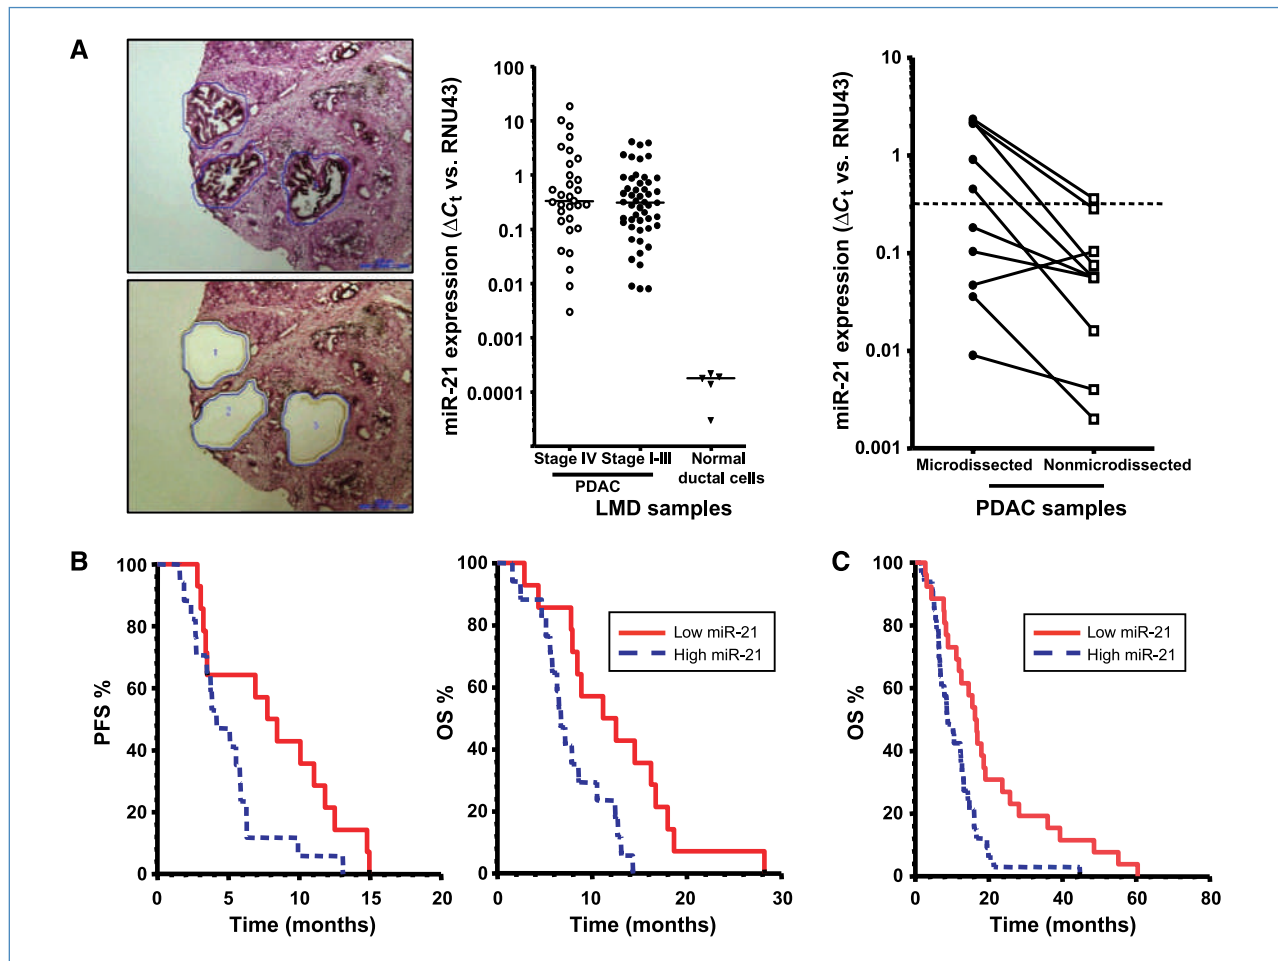 A
miR-21 expression (ΔCt vs. RNU43)
100
10
1
0.1
0.01
0.001
0.0001
Stage IV Stage I-III
Normal
ductal cells
PDAC
LMD samples
miR-21 expression (ΔCt vs. RNU43)
10
1
0.1
0.01
0.001
Microdissected
Nonmicrodissected
PDAC samples
1
2
3
B
PFS %
100
80
60
40
20
0
0
5
10
15
20
Time (months)
OS %
100
80
60
40
20
0
Low miR-21
High miR-21
0
10
20
30
Time (months)
C
OS %
100
80
60
40
20
0
Low miR-21
High miR-21
0
20
40
60
80
Time (months)